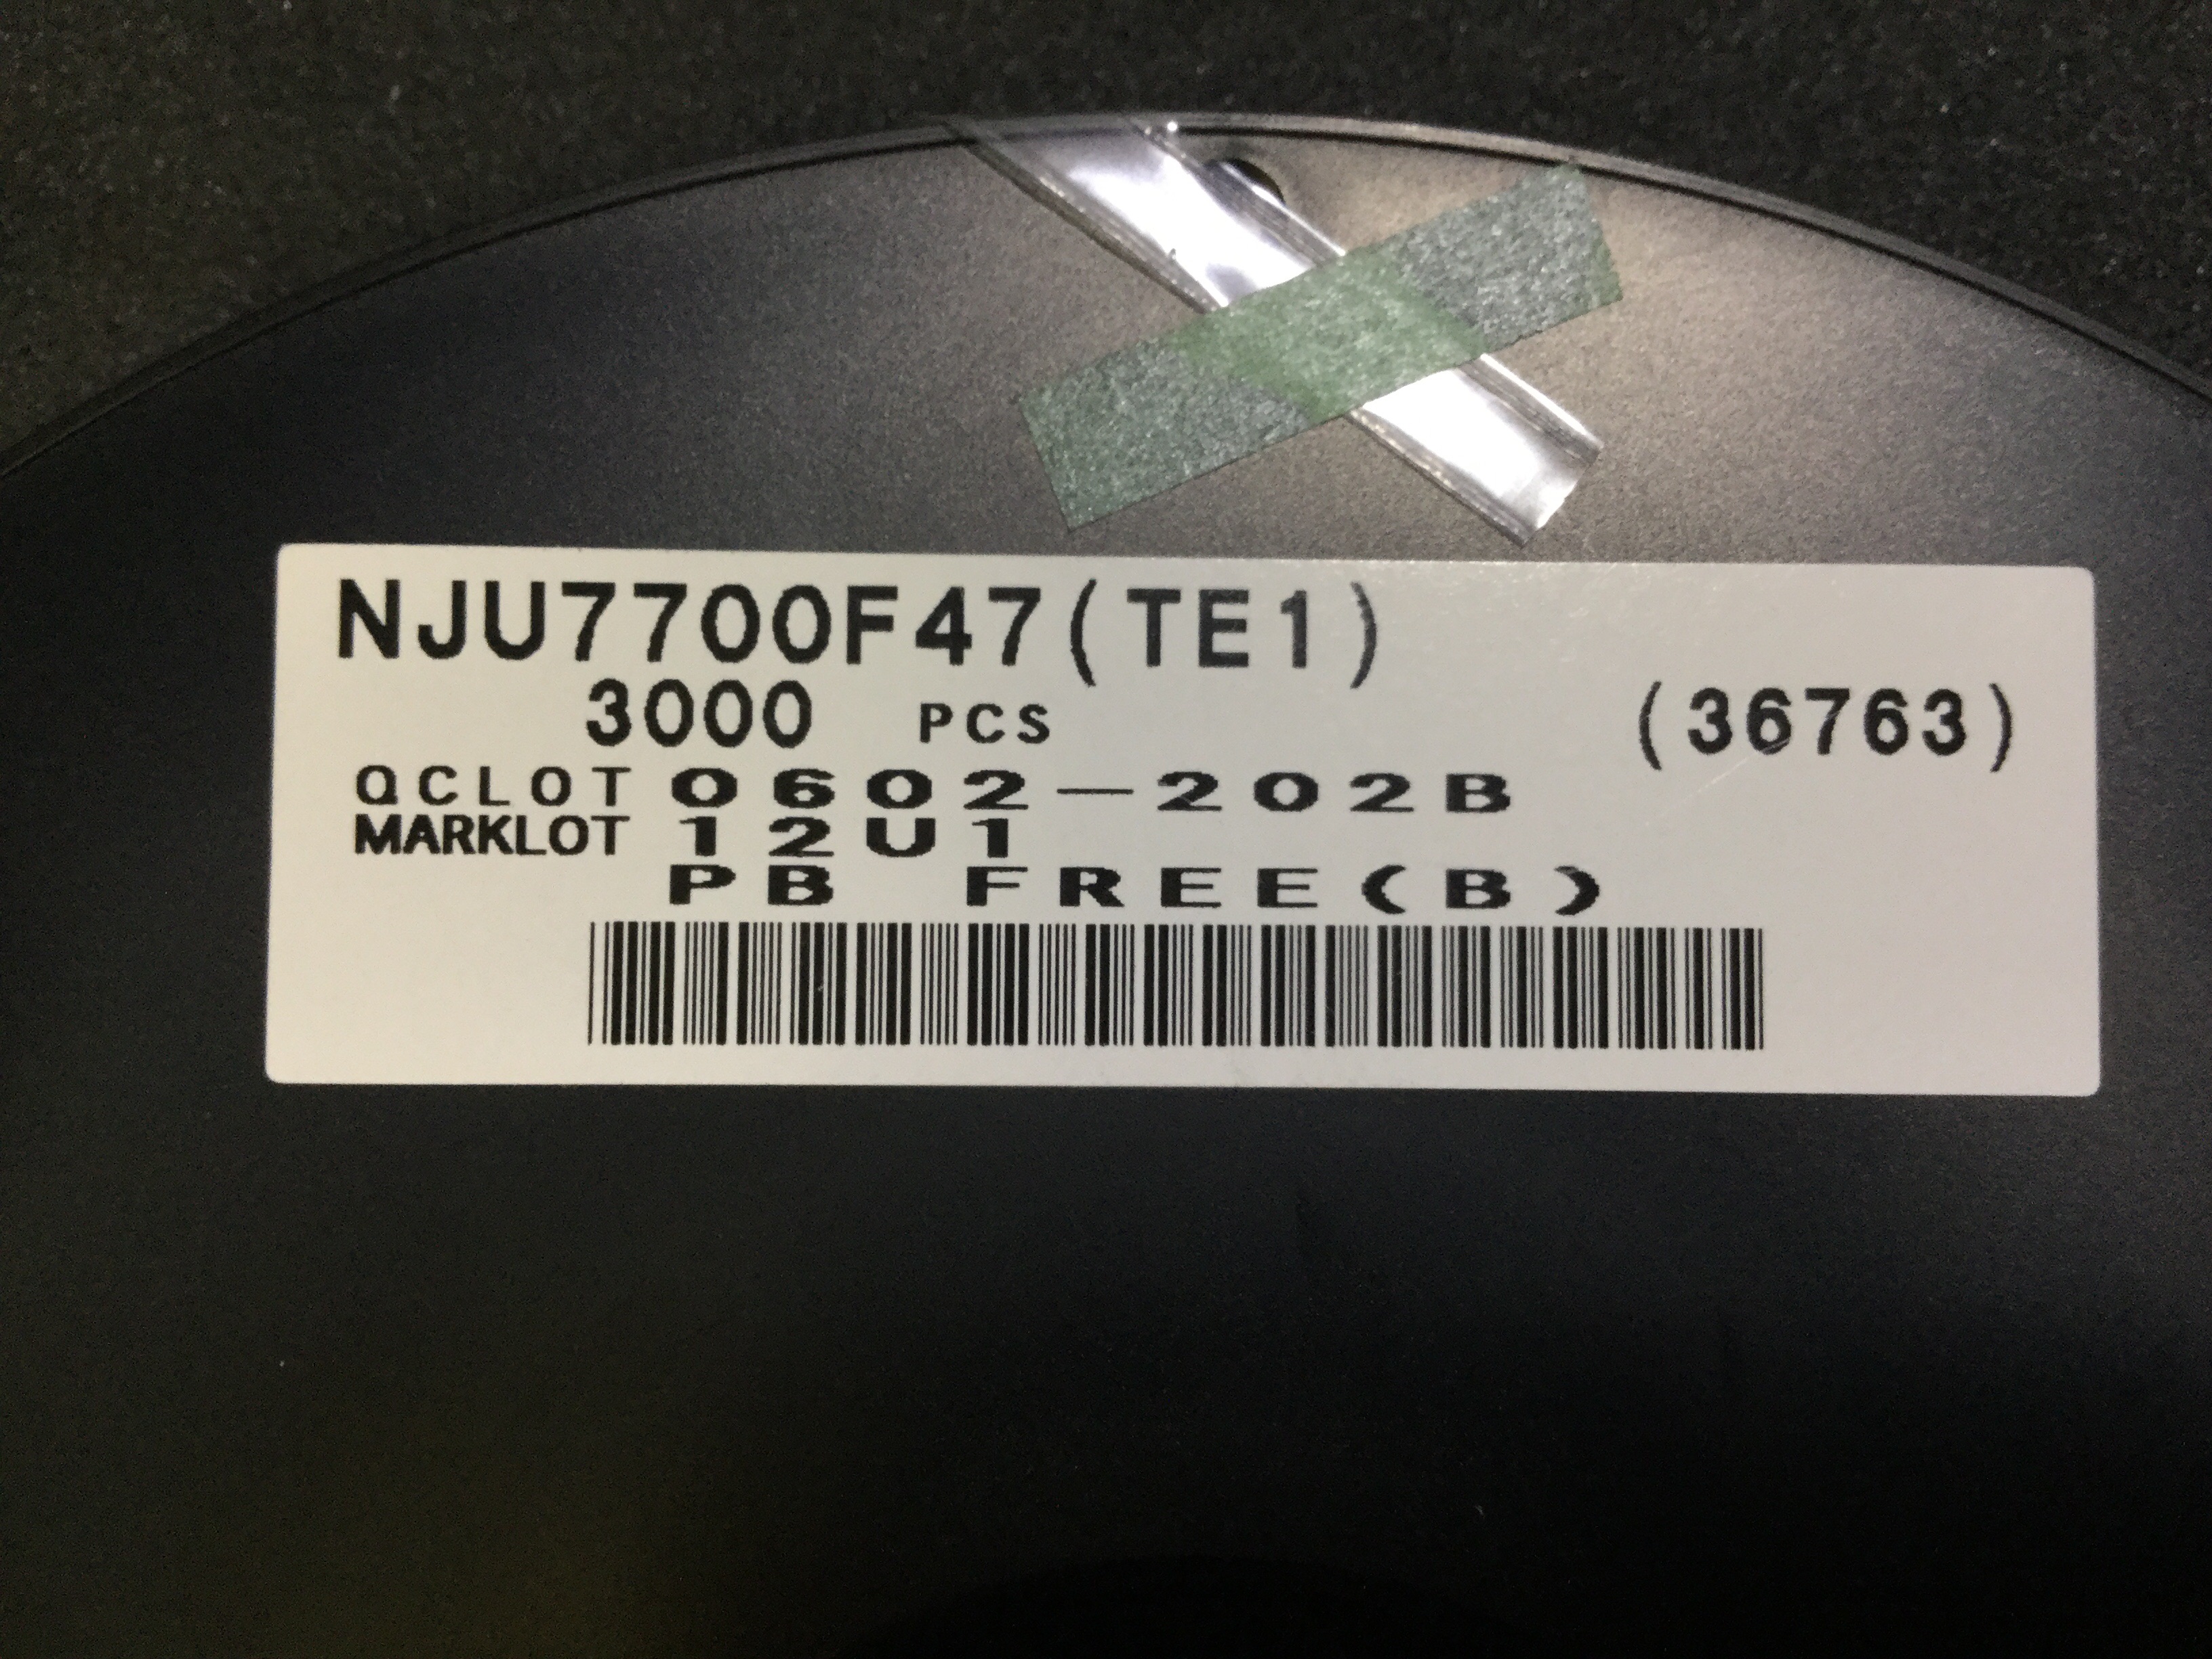 NJU7700F47(TE1)
3000 PCS (36763)
QCLOT 0602-202B
MARKLOT 12U1
PB FREE(B)